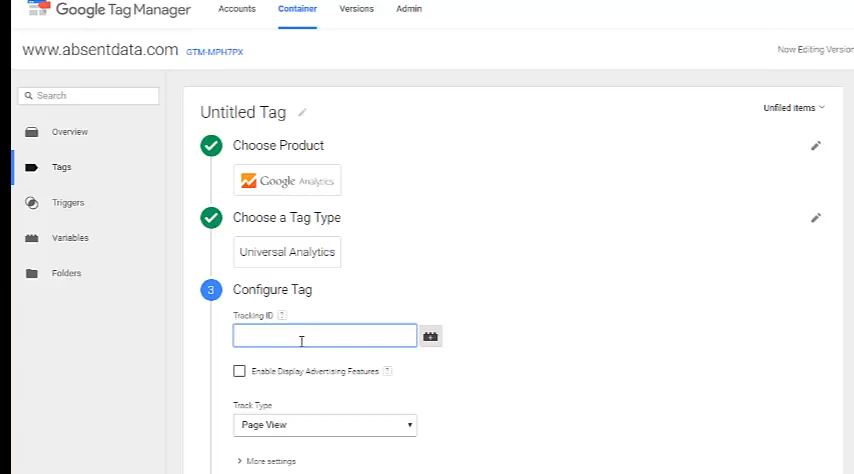 Google Tag Manager Accounts Container Versions Admin
www.absentdata.com GTM-MPH7PX Now Editing Version
Search
Overview
Tags
Triggers
Variables
Folders
Untitled Tag Unfiled items
Choose Product
Google Analytics
Choose a Tag Type
Universal Analytics
3 Configure Tag
Tracking ID ?
Enable Display Advertising Features ?
Track Type
Page View
More settings